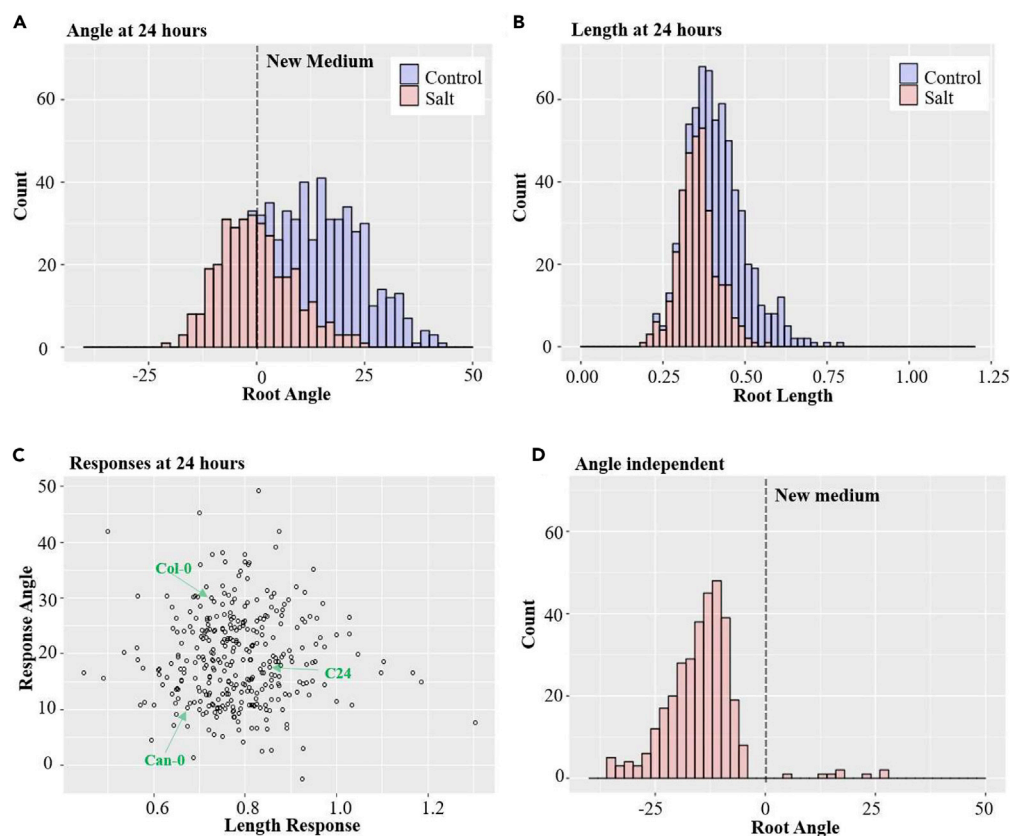 A
Angle at 24 hours
New Medium
Control
Salt
60
40
20
0
Count
-25
0
25
50
Root Angle
B
Length at 24 hours
Control
Salt
60
40
20
0
Count
0.00
0.25
0.50
0.75
1.00
1.25
Root Length
C
Responses at 24 hours
50
40
30
20
10
0
Response Angle
Col-0
C24
Can-0
0.6
0.8
1.0
1.2
Length Response
D
Angle independent
New medium
60
40
20
0
Count
-25
0
25
50
Root Angle